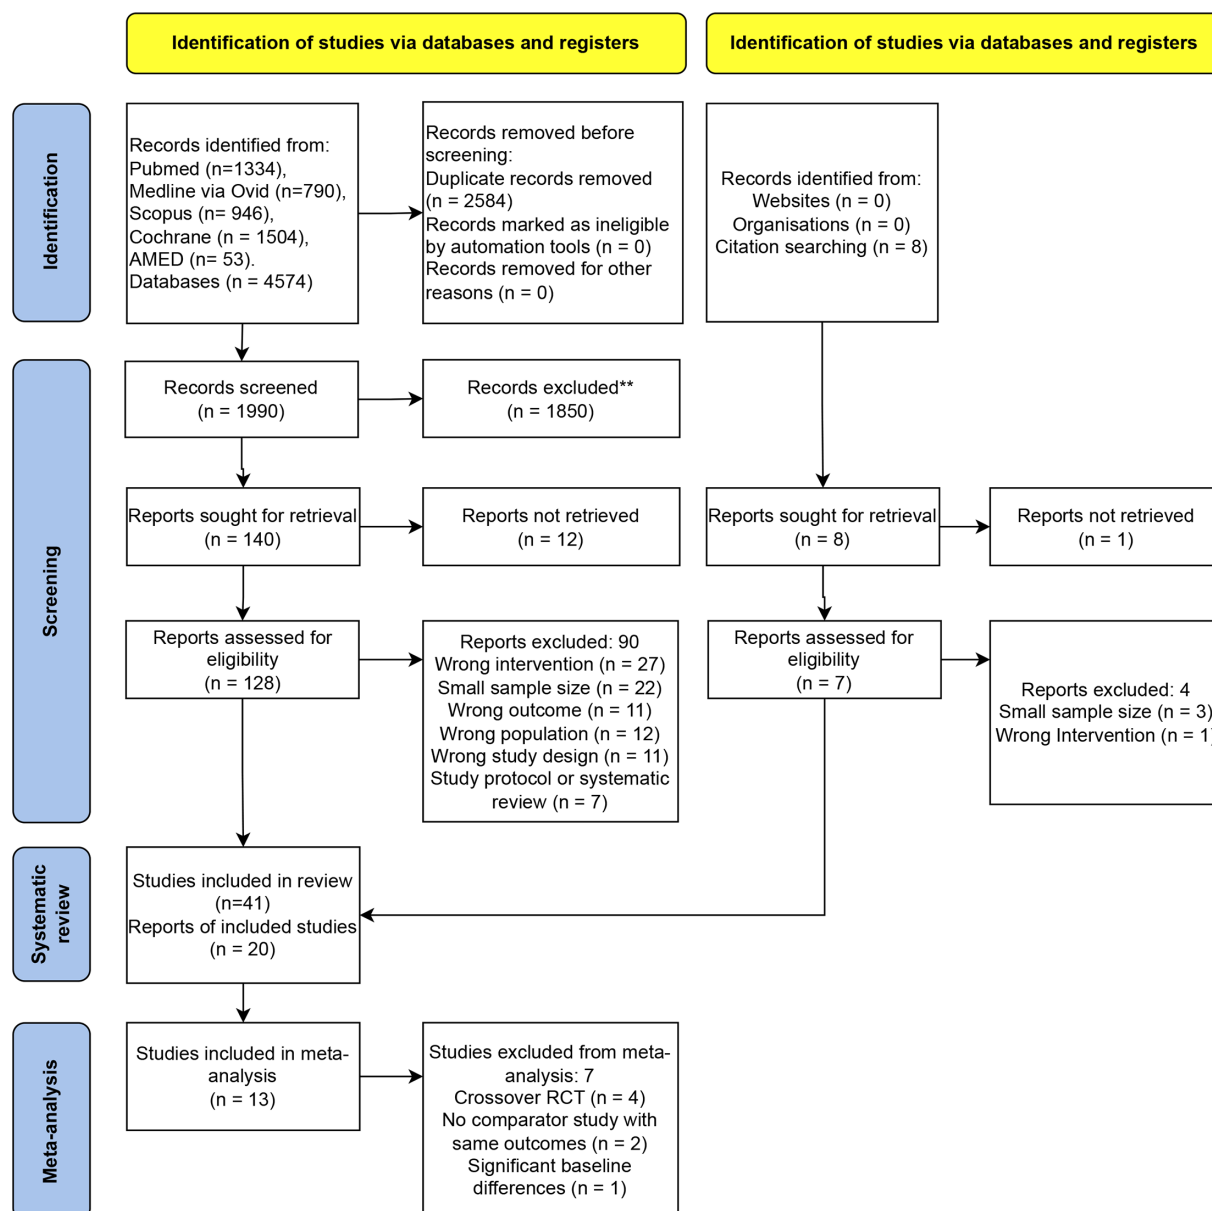 Identification of studies via databases and registers
Identification of studies via databases and registers
Identification
Records identified from:
Pubmed (n=1334),
Medline via Ovid (n=790),
Scopus (n= 946),
Cochrane (n = 1504),
AMED (n= 53).
Databases (n = 4574)
Records removed before
screening:
Duplicate records removed
(n = 2584)
Records marked as ineligible
by automation tools (n = 0)
Records removed for other
reasons (n = 0)
Records identified from:
Websites (n = 0)
Organisations (n = 0)
Citation searching (n = 8)
Screening
Records screened
(n = 1990)
Records excluded**
(n = 1850)
Reports sought for retrieval
(n = 140)
Reports not retrieved
(n = 12)
Reports sought for retrieval
(n = 8)
Reports not retrieved
(n = 1)
Reports assessed for
eligibility
(n = 128)
Reports excluded: 90
Wrong intervention (n = 27)
Small sample size (n = 22)
Wrong outcome (n = 11)
Wrong population (n = 12)
Wrong study design (n = 11)
Study protocol or systematic
review (n = 7)
Reports assessed for
eligibility
(n = 7)
Reports excluded: 4
Small sample size (n = 3)
Wrong Intervention (n = 1)
Systematic
review
Studies included in review
(n=41)
Reports of included studies
(n = 20)
Meta-analysis
Studies included in meta-
analysis
(n = 13)
Studies excluded from meta-
analysis: 7
Crossover RCT (n = 4)
No comparator study with
same outcomes (n = 2)
Significant baseline
differences (n = 1)